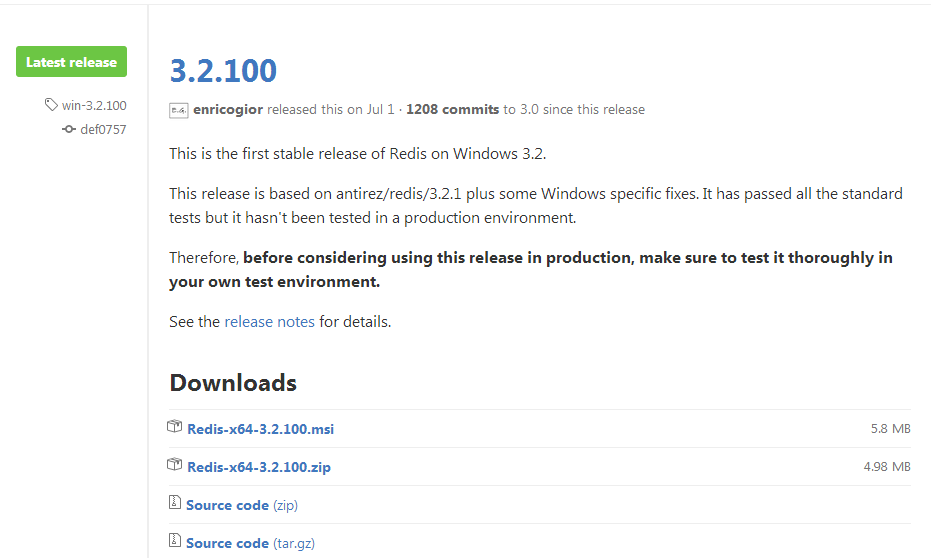 Latest release
win-3.2.100
def0757
3.2.100
enricogior released this on Jul 1 · 1208 commits to 3.0 since this release
This is the first stable release of Redis on Windows 3.2.
This release is based on antirez/redis/3.2.1 plus some Windows specific fixes. It has passed all the standard
tests but it hasn't been tested in a production environment.
Therefore, before considering using this release in production, make sure to test it thoroughly in
your own test environment.
See the release notes for details.
Downloads
Redis-x64-3.2.100.msi 5.8 MB
Redis-x64-3.2.100.zip 4.98 MB
Source code (zip)
Source code (tar.gz)